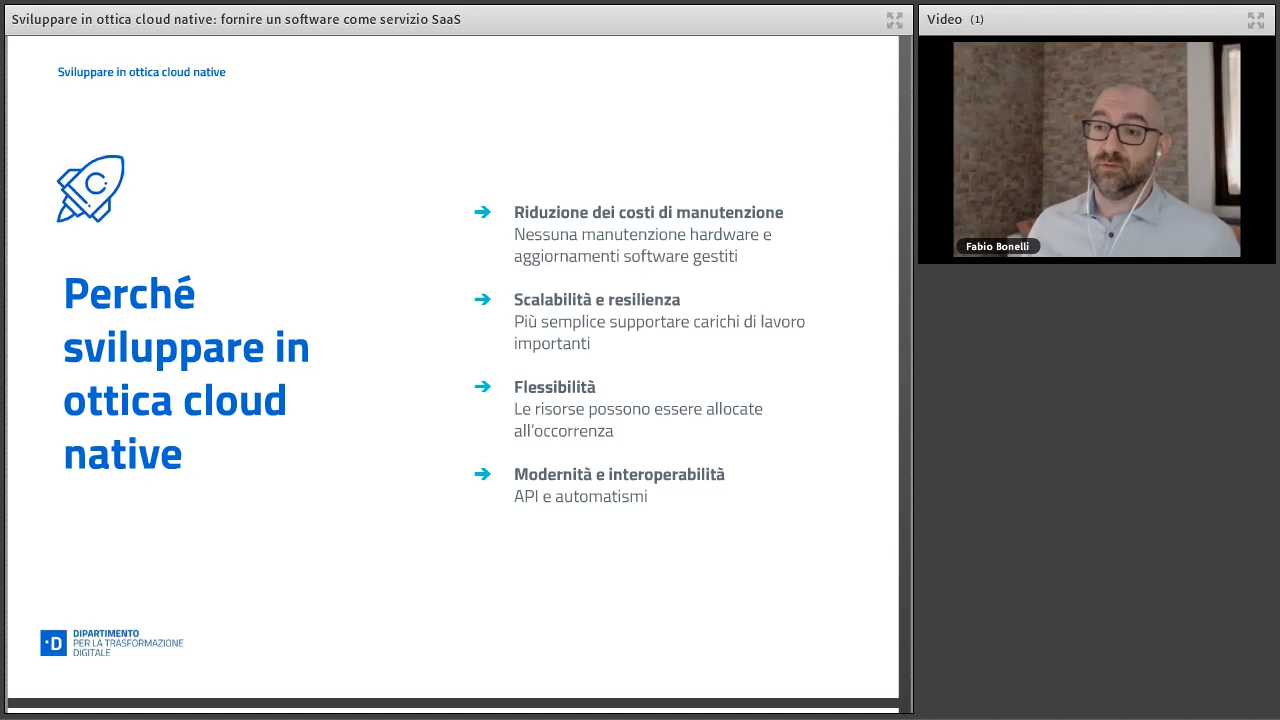 Sviluppare in ottica cloud native: fornire un software come servizio SaaS
Video (1)
Sviluppare in ottica cloud native
Perché
sviluppare in
ottica cloud
native
Riduzione dei costi di manutenzione
Nessuna manutenzione hardware e
aggiornamenti software gestiti
Scalabilità e resilienza
Più semplice supportare carichi di lavoro
importanti
Flessibilità
Le risorse possono essere allocate
all'occorrenza
Modernità e interoperabilità
API e automatismi
·D
DIPARTIMENTO
PER LA TRASFORMAZIONE
DIGITALE
Fabio Bonelli